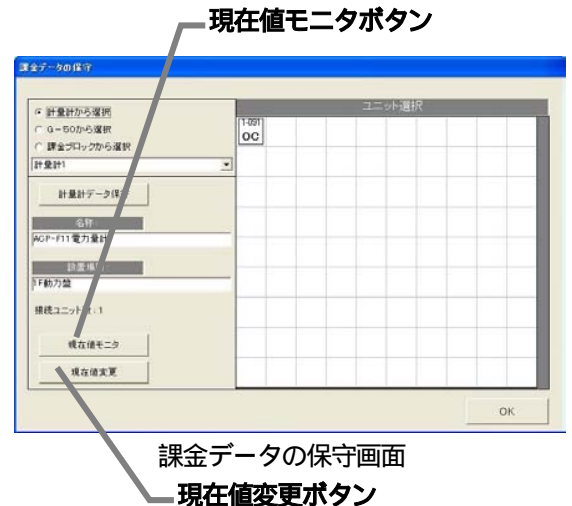 現在値モニタボタン
課金データの保守
計量計から選択
G-50から選択
課金ブロックから選択
計量計1
計量計データ保守
名称
AGP-F11電力量計
設置場所
1F動力盤
接続ユニット数:1
現在値モニタ
現在値変更
ユニット選択
1-091
OC
OK
課金データの保守画面
現在値変更ボタン